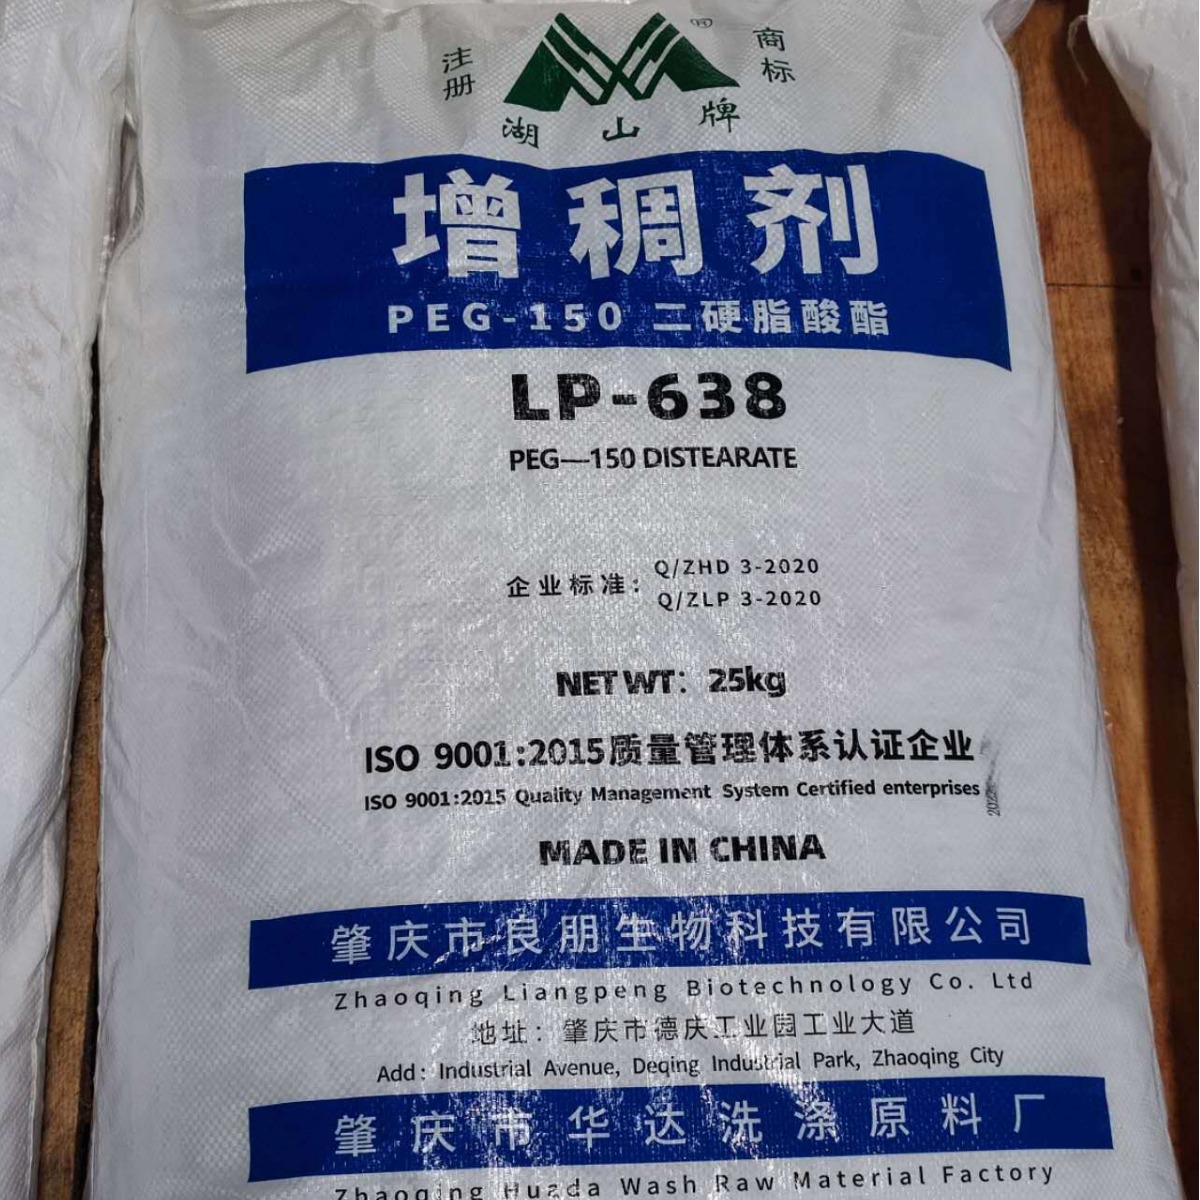 注册 商标
®
湖山牌
增稠剂
PEG-150 二硬脂酸酯
LP-638
PEG—150 DISTEARATE
企业标准: Q/ZHD 3-2020
Q/ZLP 3-2020
NET WT: 25kg
ISO 9001:2015质量管理体系认证企业
ISO 9001:2015 Quality Management System Certified enterprises
MADE IN CHINA
肇庆市良朋生物科技有限公司
Zhaoqing Liangpeng Biotechnology Co. Ltd
地址: 肇庆市德庆工业园工业大道
Add: Industrial Avenue, Deqing Industrial Park, Zhaoqing City
肇庆市华达洗涤原料厂
Zhaoqing Huada Wash Raw Material Factory